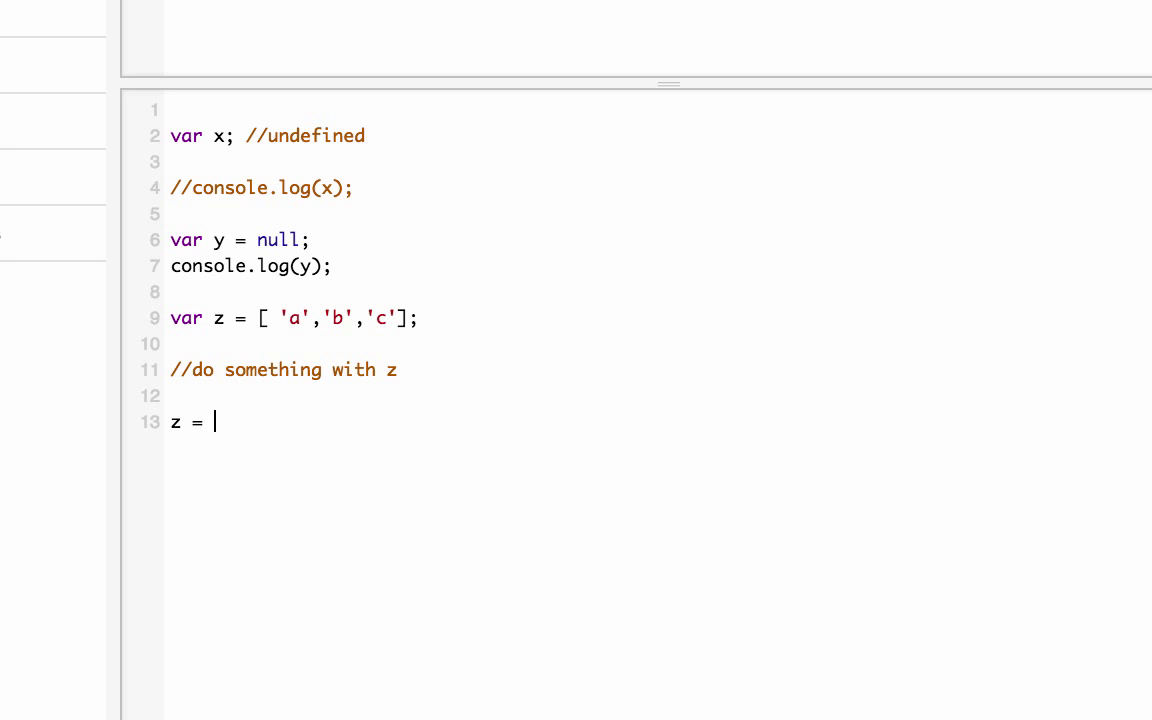 1
2 var x; //undefined
3
4 //console.log(x);
5
6 var y = null;
7 console.log(y);
8
9 var z = [ 'a','b','c'];
10
11 //do something with z
12
13 z =